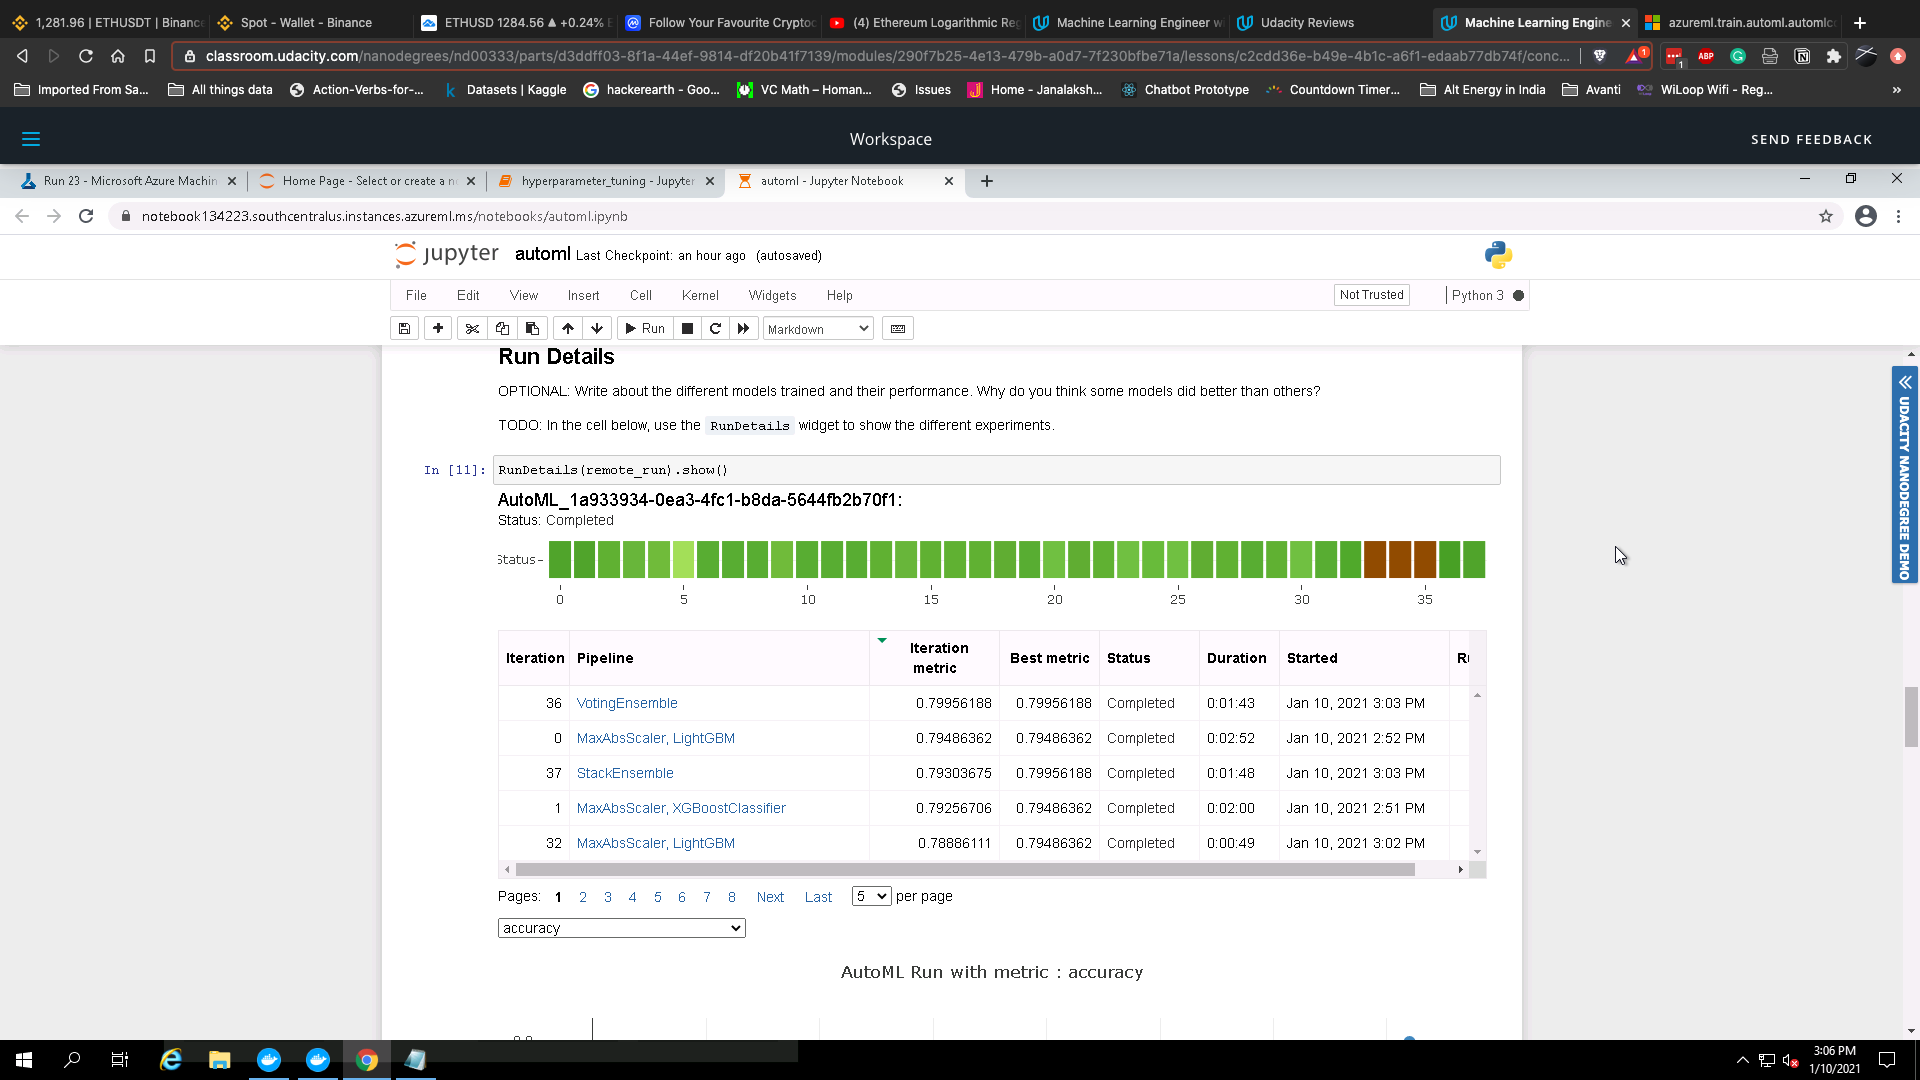 1,281.96 | ETHUSDT | Binance
Spot - Wallet - Binance
ETHUSD 1284.56 ▲ +0.24%
Follow Your Favourite Cryptoc
(4) Ethereum Logarithmic Reg
Machine Learning Engineer w
Udacity Reviews
Machine Learning Engine
azureml.train.automl.automlco
classroom.udacity.com/nanodegrees/nd00333/parts/d3ddff03-8f1a-44ef-9814-df20b41f7139/modules/290f7b25-4e13-479b-a0d7-7f230bfbe71a/lessons/c2cdd36e-b49e-4b1c-a6f1-edaab77db74f/conc...
1
1
ABP
Imported From Sa...
All things data
Action-Verbs-for-...
Datasets | Kaggle
hackerearth - Goo...
VC Math – Homan...
Issues
Home - Janalaksh...
Chatbot Prototype
Countdown Timer...
Alt Energy in India
Avanti
WiLoop Wifi - Reg...
»
Workspace
SEND FEEDBACK
Run 23 - Microsoft Azure Machin
Home Page - Select or create a n
hyperparameter_tuning - Jupyter
automl - Jupyter Notebook
notebook134223.southcentralus.instances.azureml.ms/notebooks/automl.ipynb
jupyter automl Last Checkpoint: an hour ago (autosaved)
File Edit View Insert Cell Kernel Widgets Help
Not Trusted
Python 3
Run
Markdown
Run Details
OPTIONAL: Write about the different models trained and their performance. Why do you think some models did better than others?
TODO: In the cell below, use the RunDetails widget to show the different experiments.
In [11]: RunDetails(remote_run).show()
AutoML_1a933934-0ea3-4fc1-b8da-5644fb2b70f1:
Status: Completed
Status
0 5 10 15 20 25 30 35
Iteration Pipeline Iteration metric Best metric Status Duration Started Ru
36 VotingEnsemble 0.79956188 0.79956188 Completed 0:01:43 Jan 10, 2021 3:03 PM
0 MaxAbsScaler, LightGBM 0.79486362 0.79486362 Completed 0:02:52 Jan 10, 2021 2:52 PM
37 StackEnsemble 0.79303675 0.79956188 Completed 0:01:48 Jan 10, 2021 3:03 PM
1 MaxAbsScaler, XGBoostClassifier 0.79256706 0.79486362 Completed 0:02:00 Jan 10, 2021 2:51 PM
32 MaxAbsScaler, LightGBM 0.78886111 0.79486362 Completed 0:00:49 Jan 10, 2021 3:02 PM
Pages: 1 2 3 4 5 6 7 8 Next Last 5 per page
accuracy
AutoML Run with metric : accuracy
UDACITY NANODEGREE DEMO
3:06 PM
1/10/2021